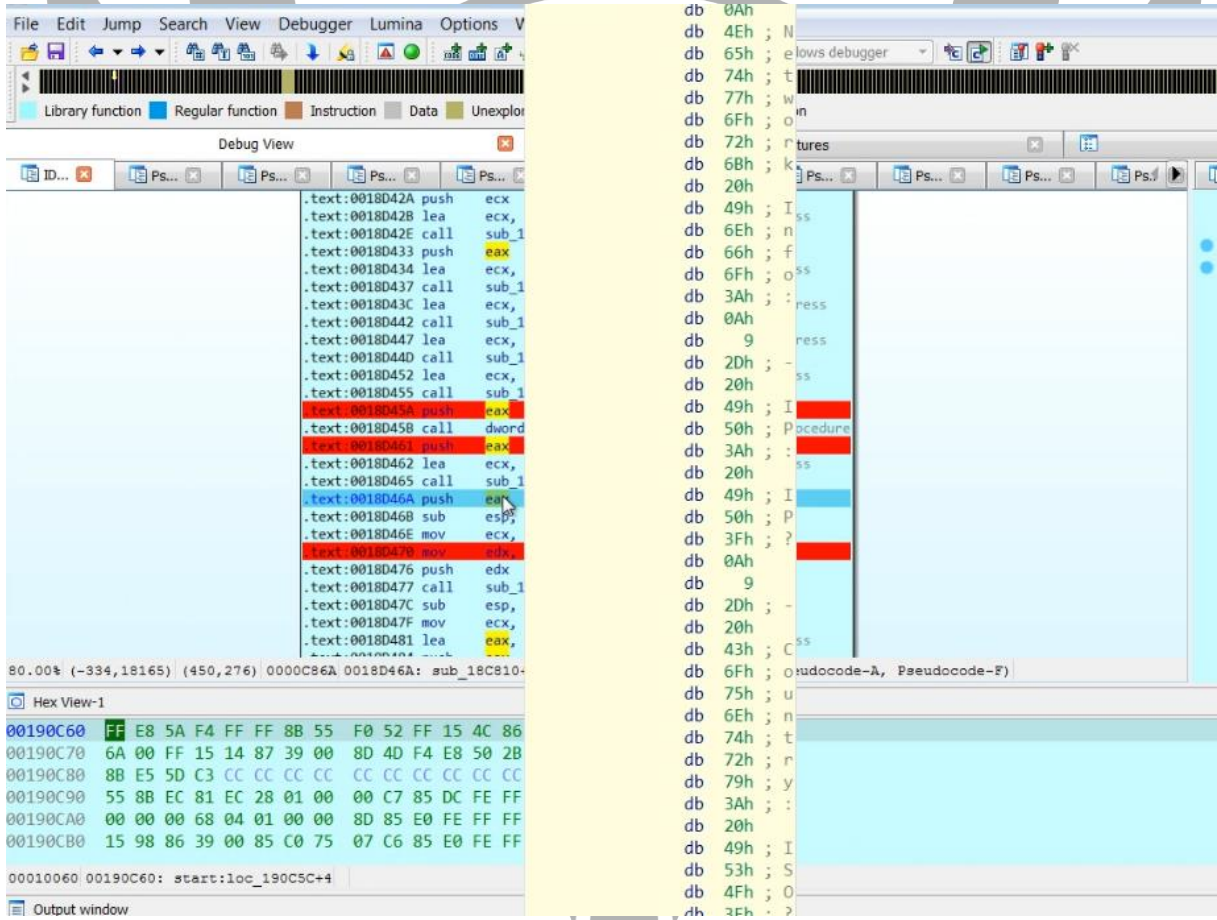 File Edit Jump Search View Debugger Lumina Options
dows debugger
Library function Regular function Instruction Data Unexplor
Debug View
tures
ID... Ps... Ps... Ps... Ps... Ps... Ps... Ps... Ps.
.text:0018D42A push ecx
.text:0018D42B lea ecx,
.text:0018D42E call sub_1
.text:0018D433 push eax
.text:0018D434 lea ecx,
.text:0018D437 call sub_1
.text:0018D43C lea ecx,
.text:0018D442 call sub_1
.text:0018D447 lea ecx,
.text:0018D44D call sub_1
.text:0018D452 lea ecx,
.text:0018D455 call sub_1
.text:0018D45A push eax
.text:0018D45B call dword
.text:0018D461 push eax
.text:0018D462 lea ecx,
.text:0018D465 call sub_1
.text:0018D46A push eax
.text:0018D46B sub esp,
.text:0018D46E mov ecx,
.text:0018D470 mov edx,
.text:0018D476 push edx
.text:0018D477 call sub_1
.text:0018D47C sub esp,
.text:0018D47F mov ecx,
.text:0018D481 lea eax,
80.00% (-334,18165) (450,276) 0000C86A 0018D46A: sub_18C810+
eudocode-A, Pseudocode-F)
Hex View-1
00190C60 FF E8 5A F4 FF FF 8B 55 F0 52 FF 15 4C 86
00190C70 6A 00 FF 15 14 87 39 00 8D 4D F4 E8 50 2B
00190C80 8B E5 5D C3 CC CC CC CC CC CC CC CC CC CC
00190C90 55 8B EC 81 EC 28 01 00 00 C7 85 DC FE FF
00190CA0 00 00 00 68 04 01 00 00 8D 85 E0 FE FF FF
00190CB0 15 98 86 39 00 85 C0 75 07 C6 85 E0 FE FF
00010060 00190C60: start:loc_190C5C+4
Output window
db 0Ah
db 4Eh ; N
db 65h ; e
db 74h ; t
db 77h ; w
db 6Fh ; o
db 72h ; r
db 6Bh ; k
db 20h
db 49h ; I
db 6Eh ; n
db 66h ; f
db 6Fh ; o
db 3Ah ; :
db 0Ah
db 9
db 2Dh ; -
db 20h
db 49h ; I
db 50h ; P
db 3Ah ; :
db 20h
db 49h ; I
db 50h ; P
db 3Fh ; ?
db 0Ah
db 9
db 2Dh ; -
db 20h
db 43h ; C
db 6Fh ; o
db 75h ; u
db 6Eh ; n
db 74h ; t
db 72h ; r
db 79h ; y
db 3Ah ; :
db 20h
db 49h ; I
db 53h ; S
db 4Fh ; O
db 3Fh ; ?